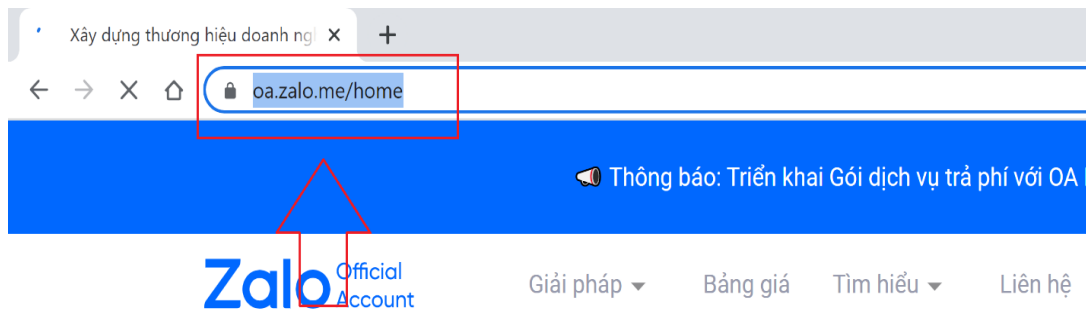 Xây dựng thương hiệu doanh ng
oa.zalo.me/home
Thông báo: Triển khai Gói dịch vụ trả phí với OA
Zalo Official Account
Giải pháp Bảng giá Tìm hiểu Liên hệ